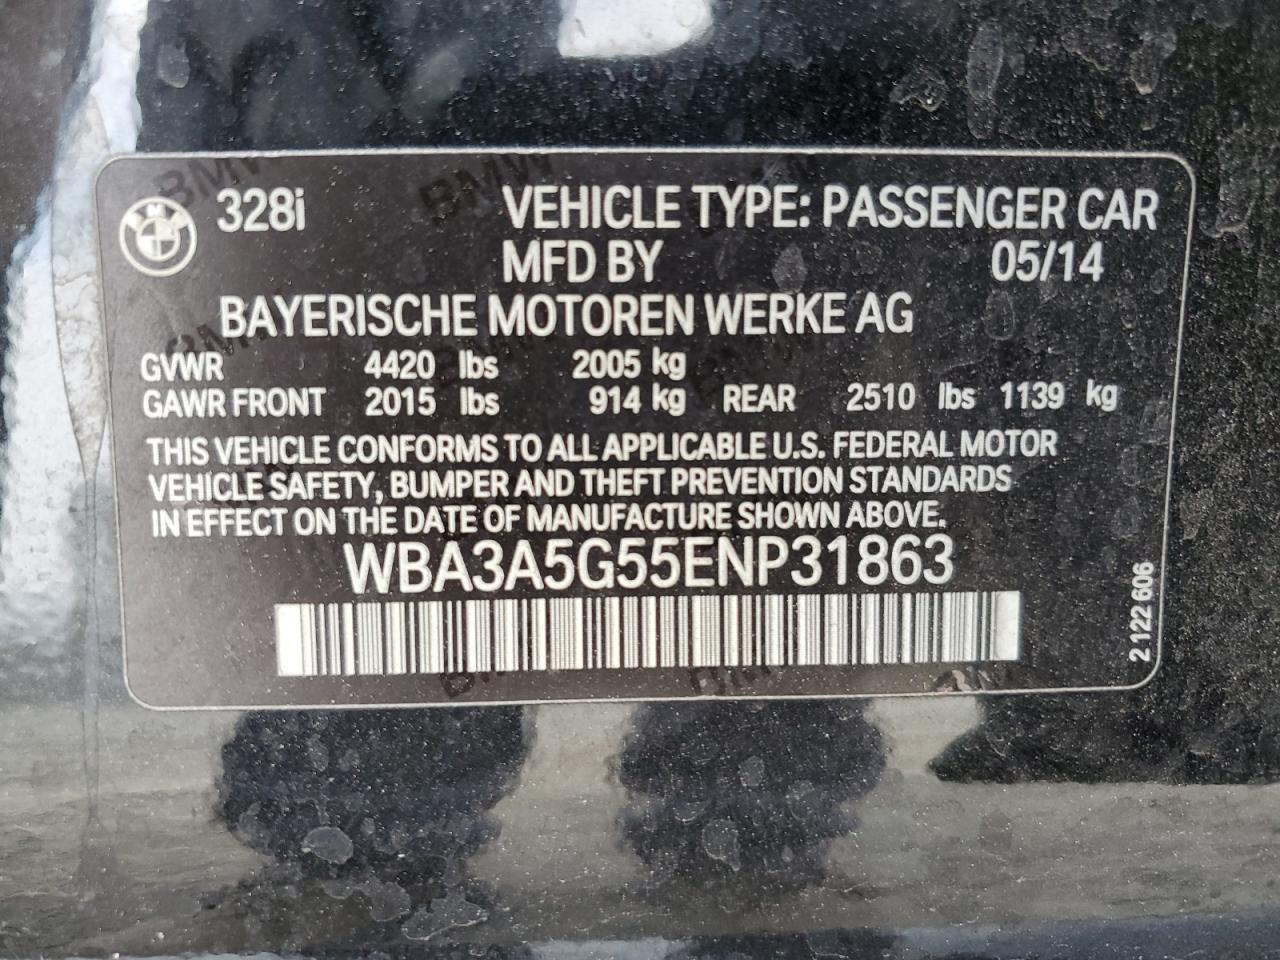 328i VEHICLE TYPE: PASSENGER CAR
MFD BY 05/14
BAYERISCHE MOTOREN WERKE AG
GVWR 4420 lbs 2005 kg
GAWR FRONT 2015 lbs 914 kg REAR 2510 lbs 1139 kg
THIS VEHICLE CONFORMS TO ALL APPLICABLE U.S. FEDERAL MOTOR
VEHICLE SAFETY, BUMPER AND THEFT PREVENTION STANDARDS
IN EFFECT ON THE DATE OF MANUFACTURE SHOWN ABOVE.
WBA3A5G55ENP31863
2 122 606